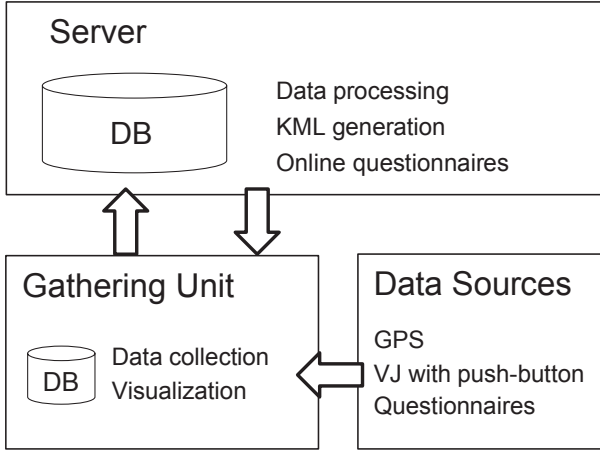 Server
DB
Data processing
KML generation
Online questionnaires
Gathering Unit
DB
Data collection
Visualization
Data Sources
GPS
VJ with push-button
Questionnaires